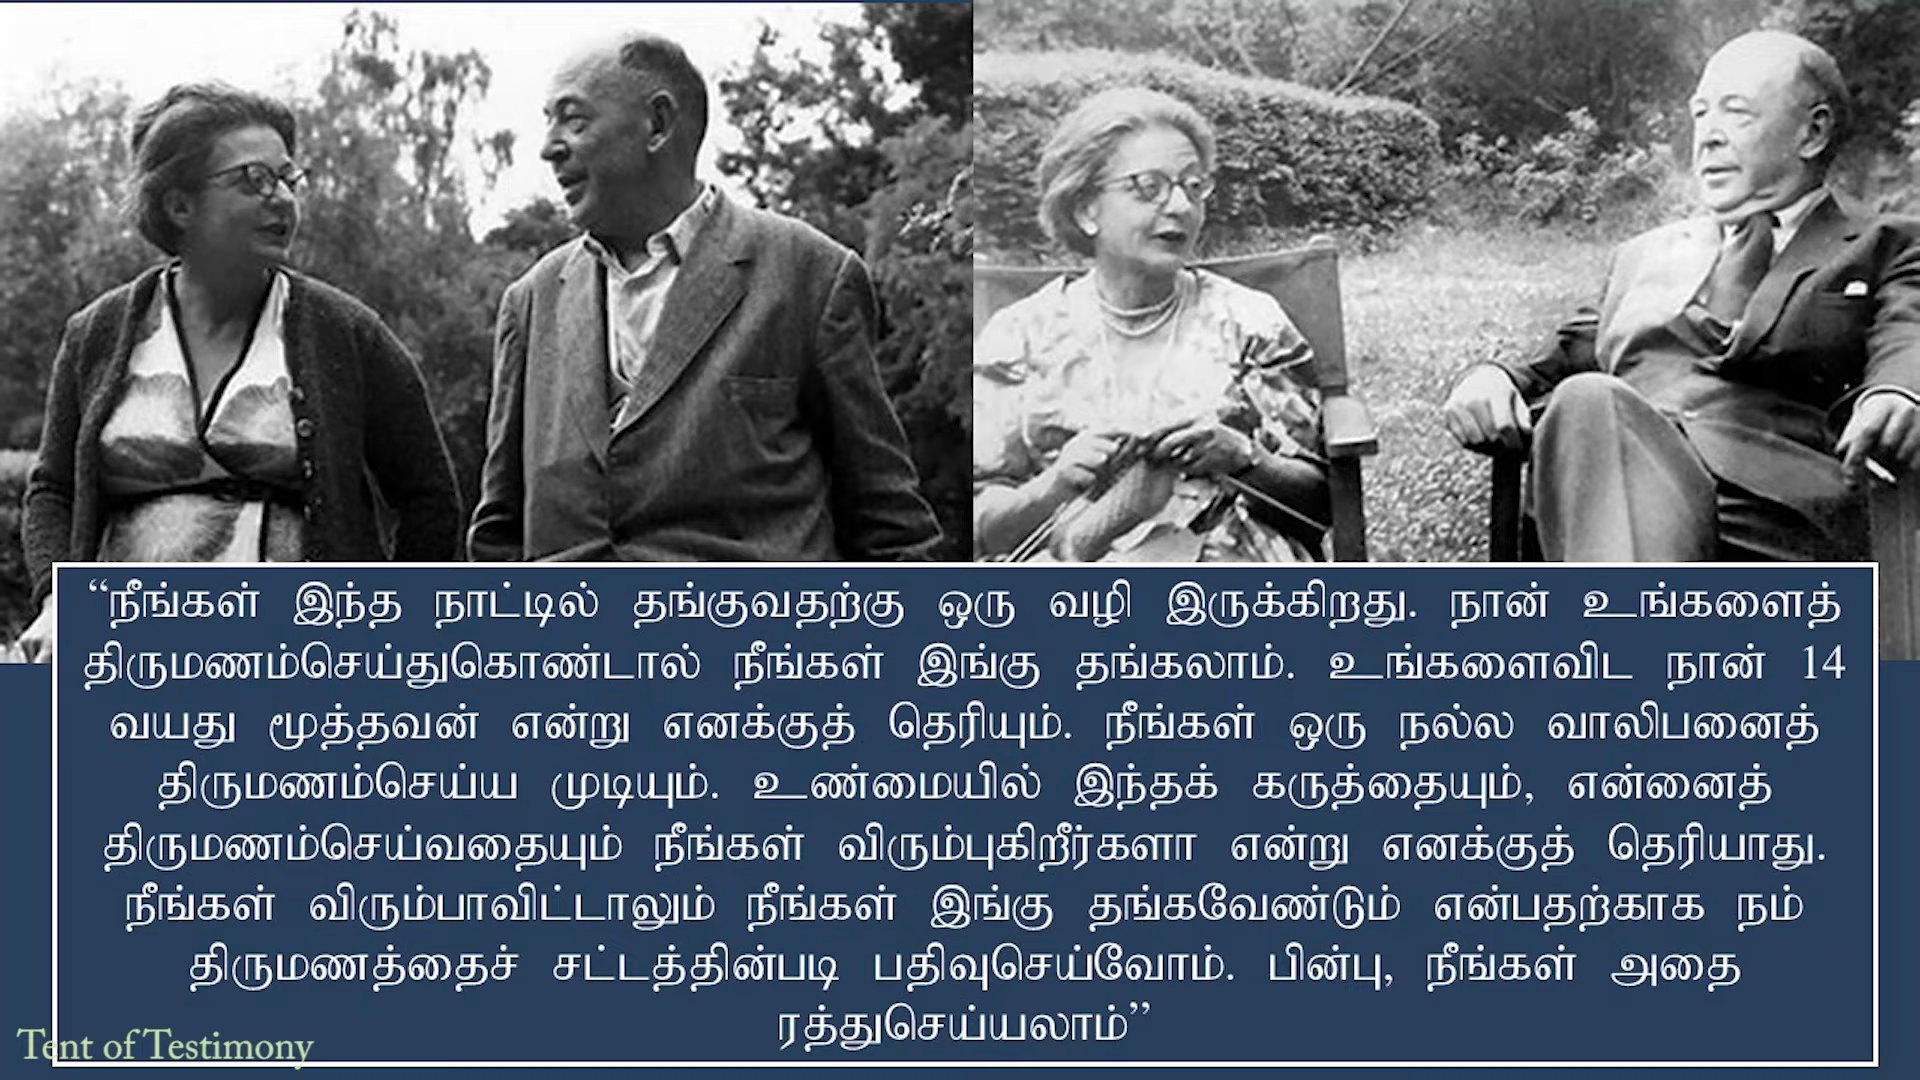 “நீங்கள் இந்த நாட்டில் தங்குவதற்கு ஒரு வழி இருக்கிறது. நான் உங்களைத்
திருமணம்செய்துகொண்டால் நீங்கள் இங்கு தங்கலாம். உங்களைவிட நான் 14
வயது மூத்தவன் என்று எனக்குத் தெரியும். நீங்கள் ஒரு நல்ல வாலிபனைத்
திருமணம்செய்ய முடியும். உண்மையில் இந்தக் கருத்தையும், என்னைத்
திருமணம்செய்வதையும் நீங்கள் விரும்புகிறீர்களா என்று எனக்குத் தெரியாது.
நீங்கள் விரும்பாவிட்டாலும் நீங்கள் இங்கு தங்கவேண்டும் என்பதற்காக நம்
திருமணத்தைச் சட்டத்தின்படி பதிவுசெய்வோம். பின்பு, நீங்கள் அதை
ரத்துசெய்யலாம்”
Tent of Testimony